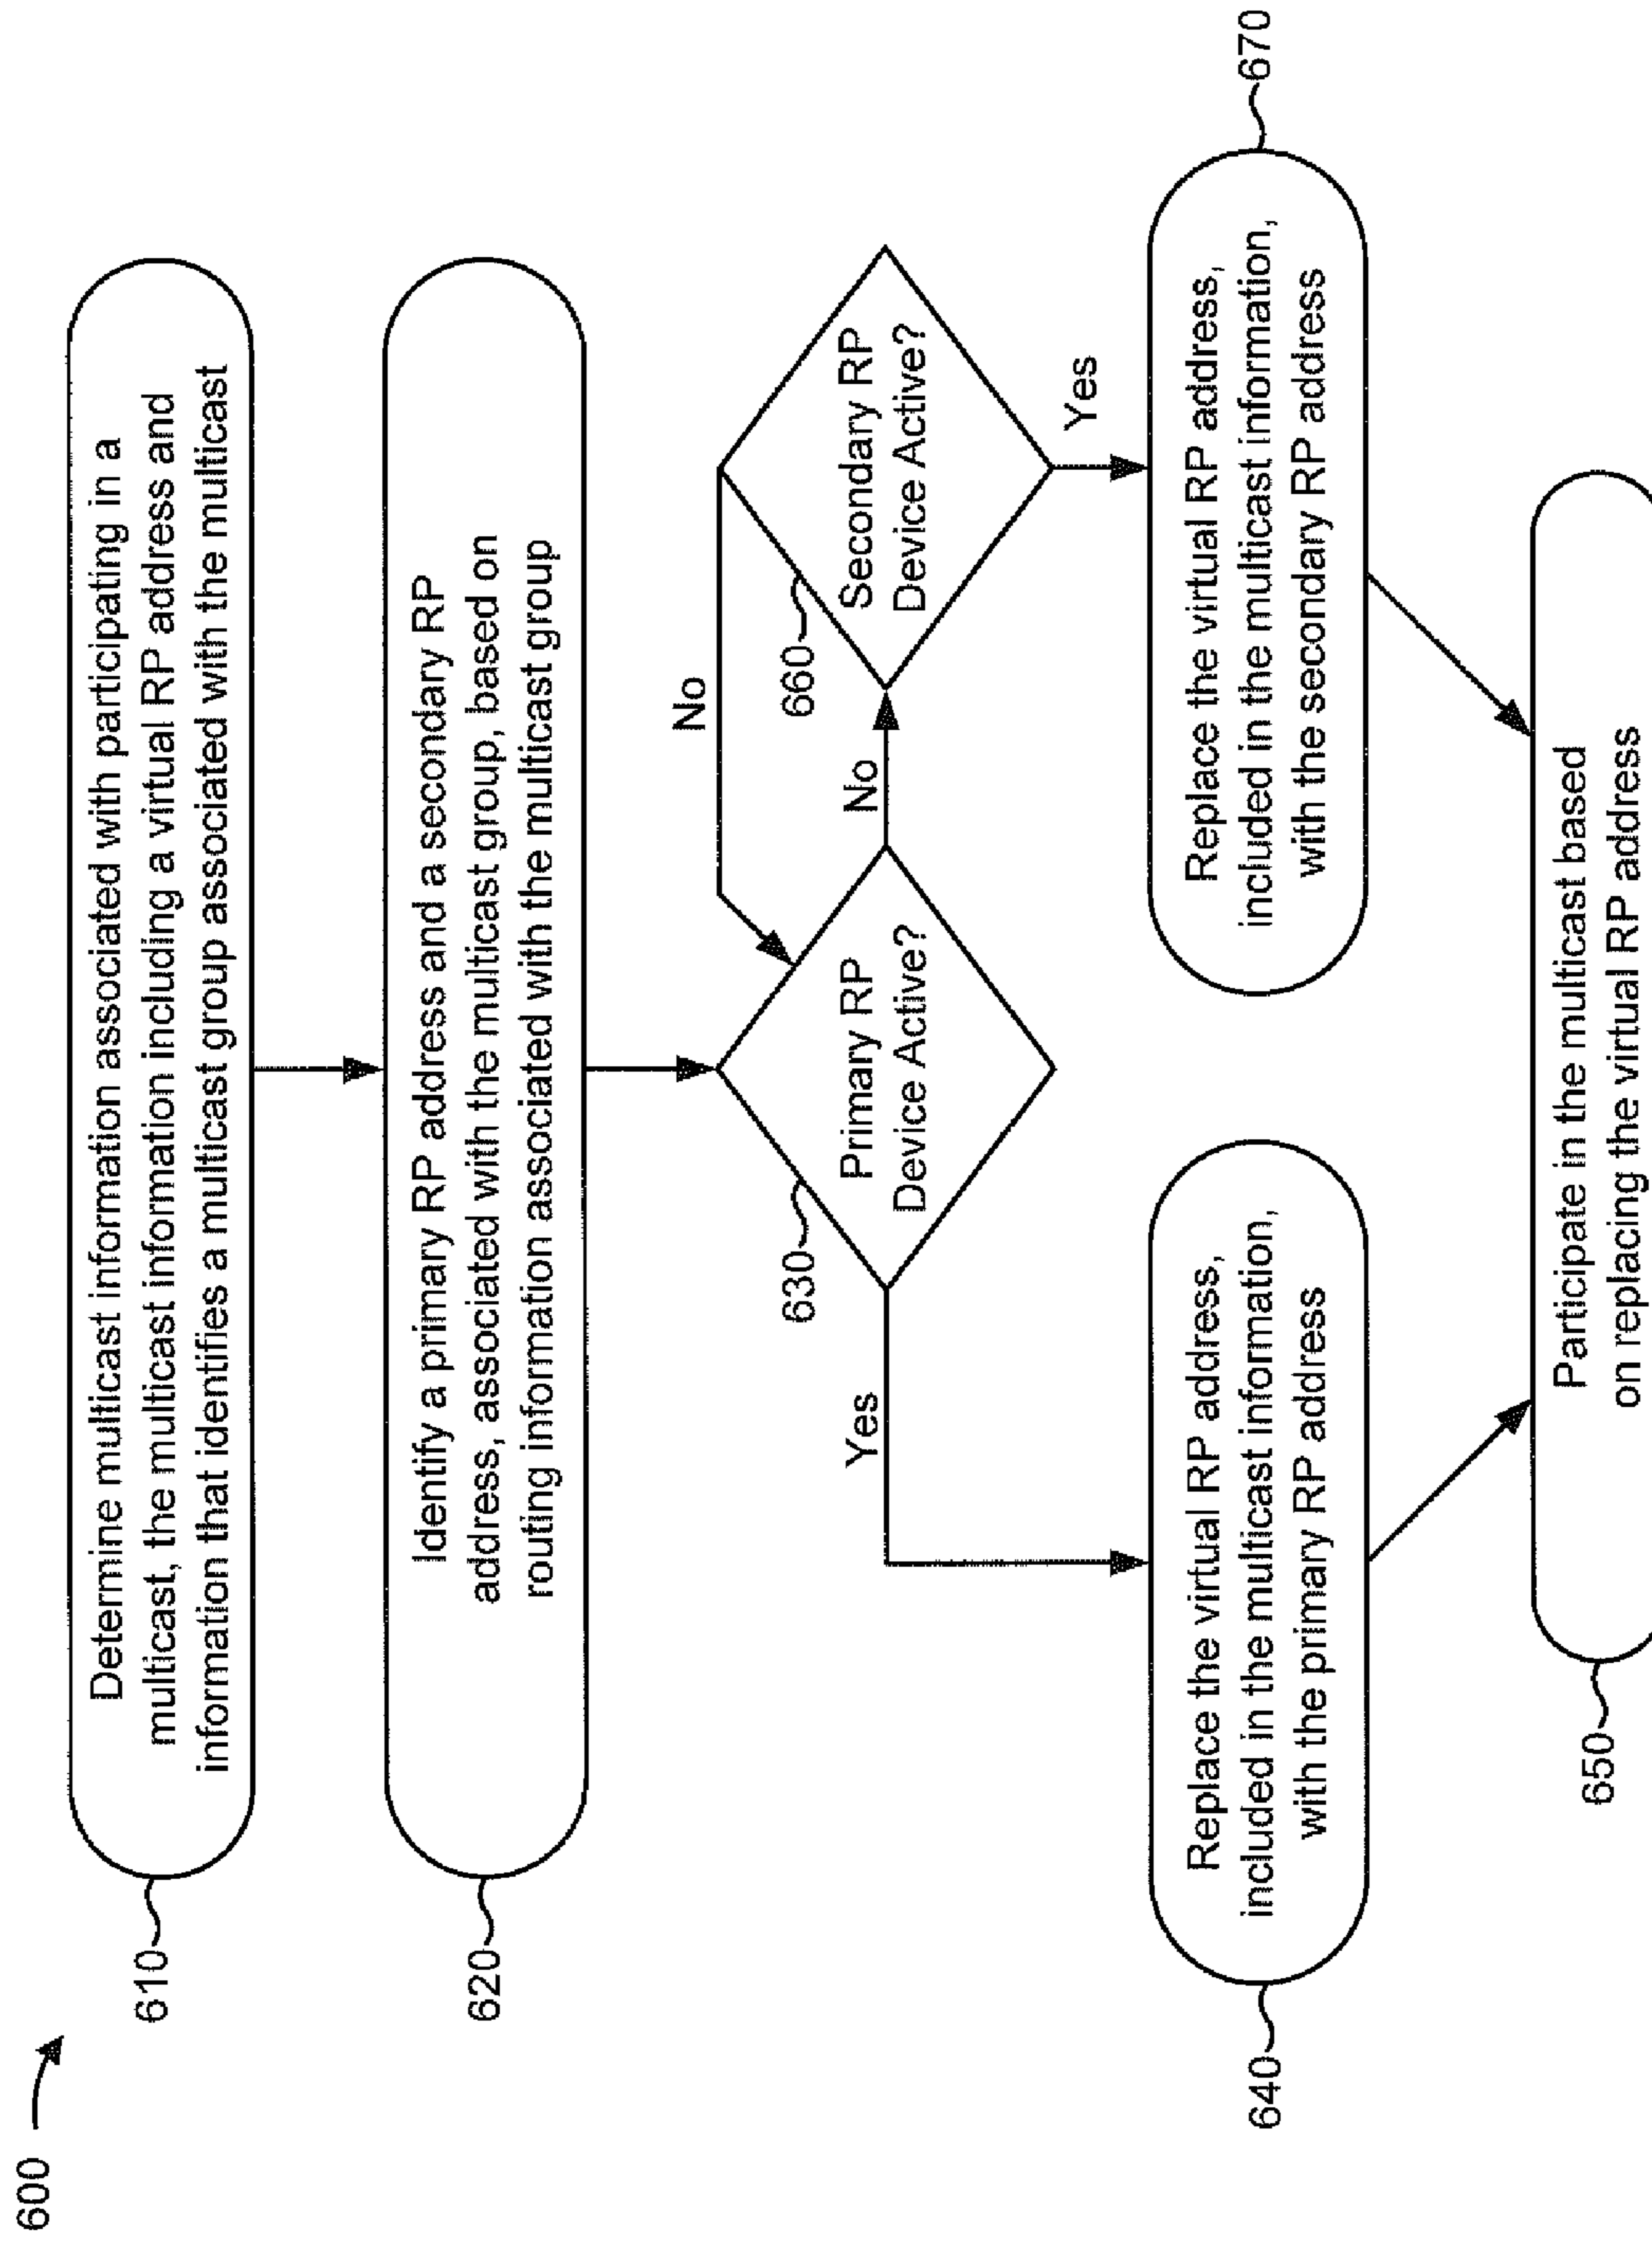 600
610
Determine multicast information associated with participating in a
multicast, the multicast information including a virtual RP address and
information that identifies a multicast group associated with the multicast
620
Identify a primary RP address and a secondary RP
address, associated with the multicast group, based on
routing information associated with the multicast group
No
630
Primary RP
Device Active?
660
Secondary RP
Device Active?
Yes
No
Yes
640
Replace the virtual RP address,
included in the multicast information,
with the primary RP address
670
Replace the virtual RP address,
included in the multicast information,
with the secondary RP address
650
Participate in the multicast based
on replacing the virtual RP address